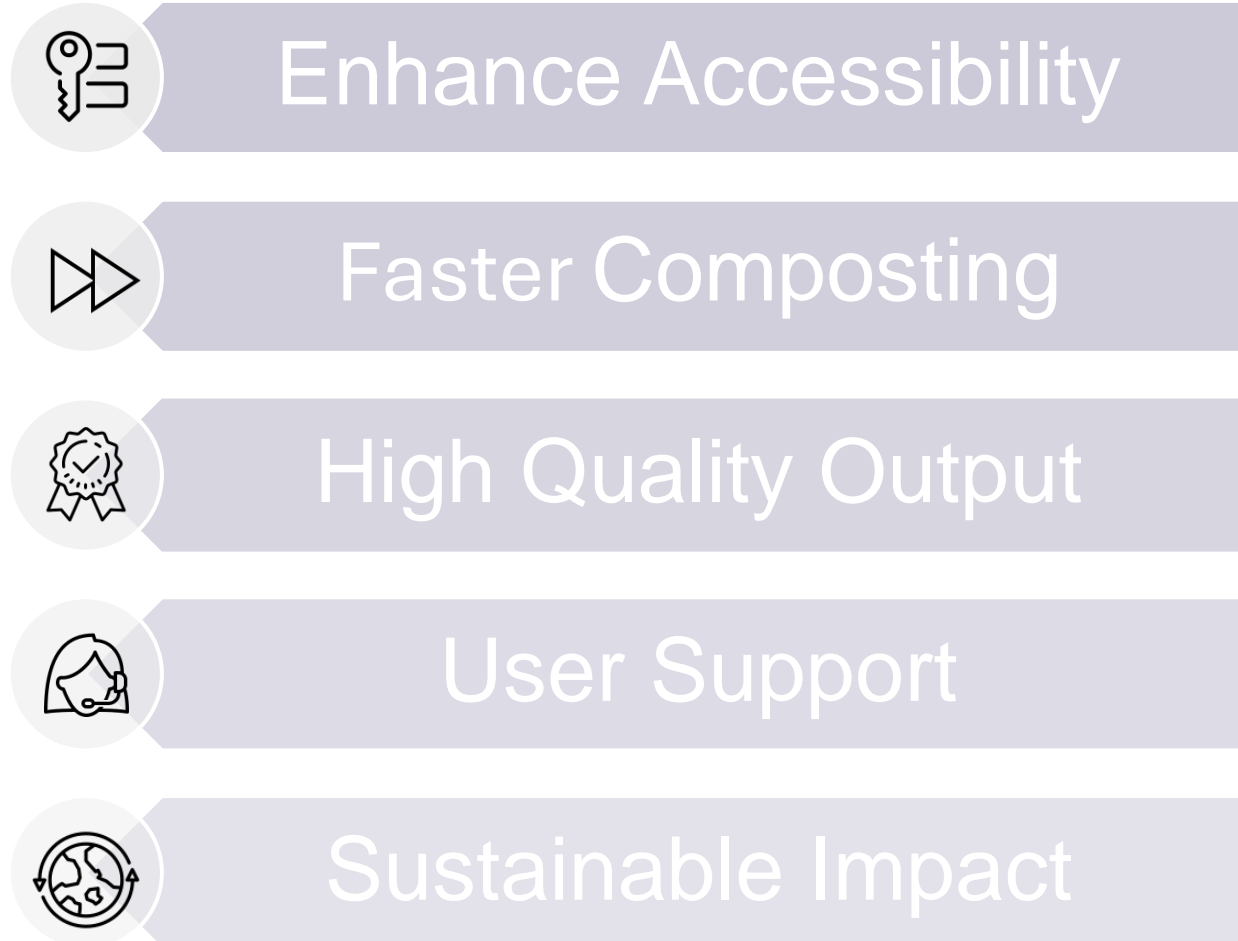 Enhance Accessibility
Faster Composting
High Quality Output
User Support
Sustainable Impact